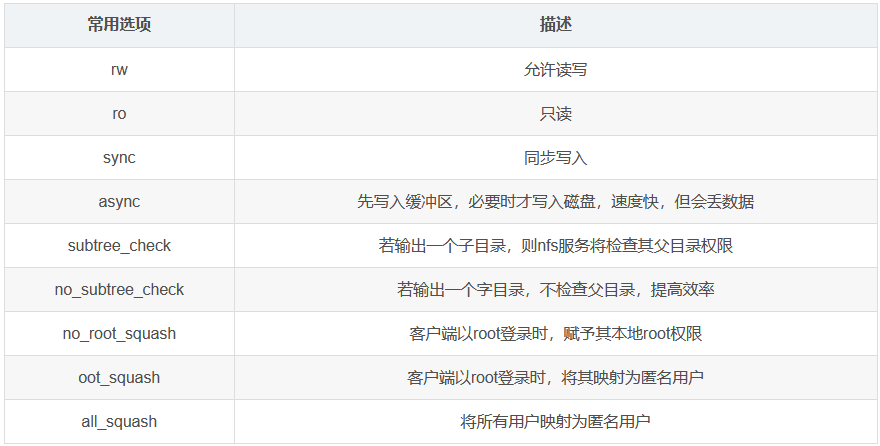 常用选项 描述
rw 允许读写
ro 只读
sync 同步写入
async 先写入缓冲区，必要时才写入磁盘，速度快，但会丢数据
subtree_check 若输出一个子目录，则nfs服务将检查其父目录权限
no_subtree_check 若输出一个字目录，不检查父目录，提高效率
no_root_squash 客户端以root登录时，赋予其本地root权限
oot_squash 客户端以root登录时，将其映射为匿名用户
all_squash 将所有用户映射为匿名用户